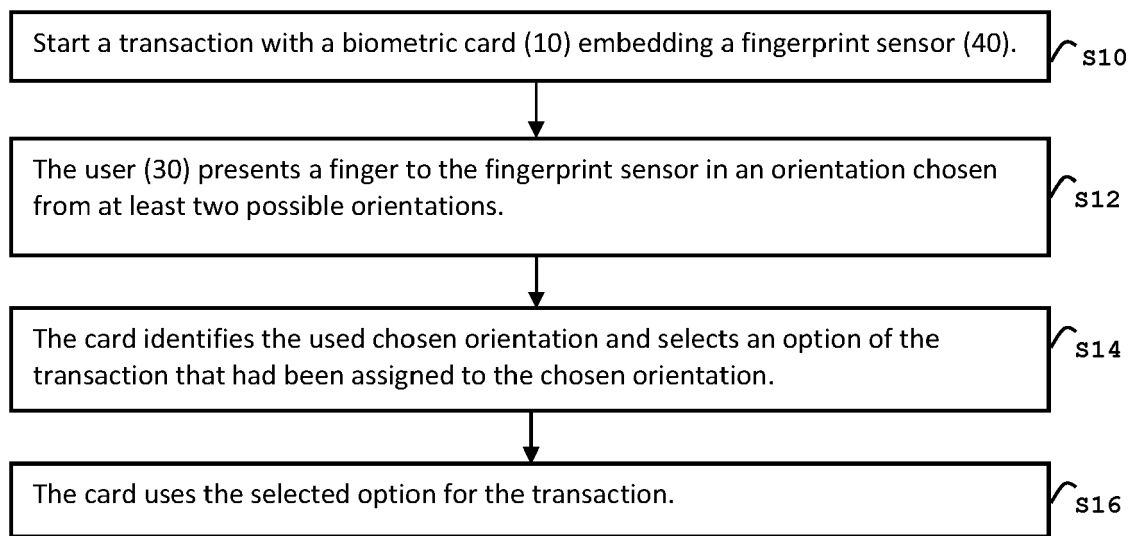 Start a transaction with a biometric card (10) embedding a fingerprint sensor (40).
S10
The user (30) presents a finger to the fingerprint sensor in an orientation chosen
from at least two possible orientations.
S12
The card identifies the used chosen orientation and selects an option of the
transaction that had been assigned to the chosen orientation.
S14
The card uses the selected option for the transaction.
S16